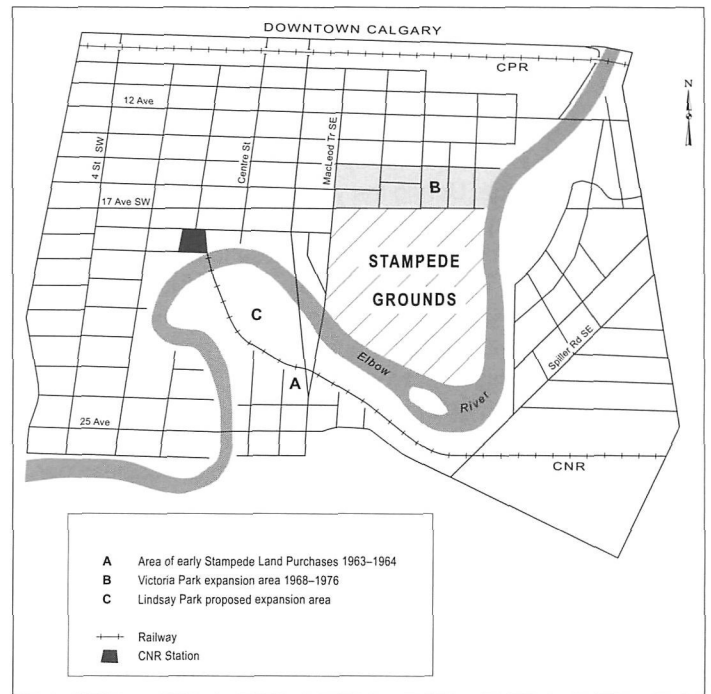 DOWNTOWN CALGARY
CPR
N
12 Ave
4 St SW
Centre St
MacLeod Tr SE
B
17 Ave SW
STAMPEDE
GROUNDS
C
Spiller Rd SE
Elbow
River
A
25 Ave
CNR
A Area of early Stampede Land Purchases 1963–1964
B Victoria Park expansion area 1968–1976
C Lindsay Park proposed expansion area
Railway
CNR Station